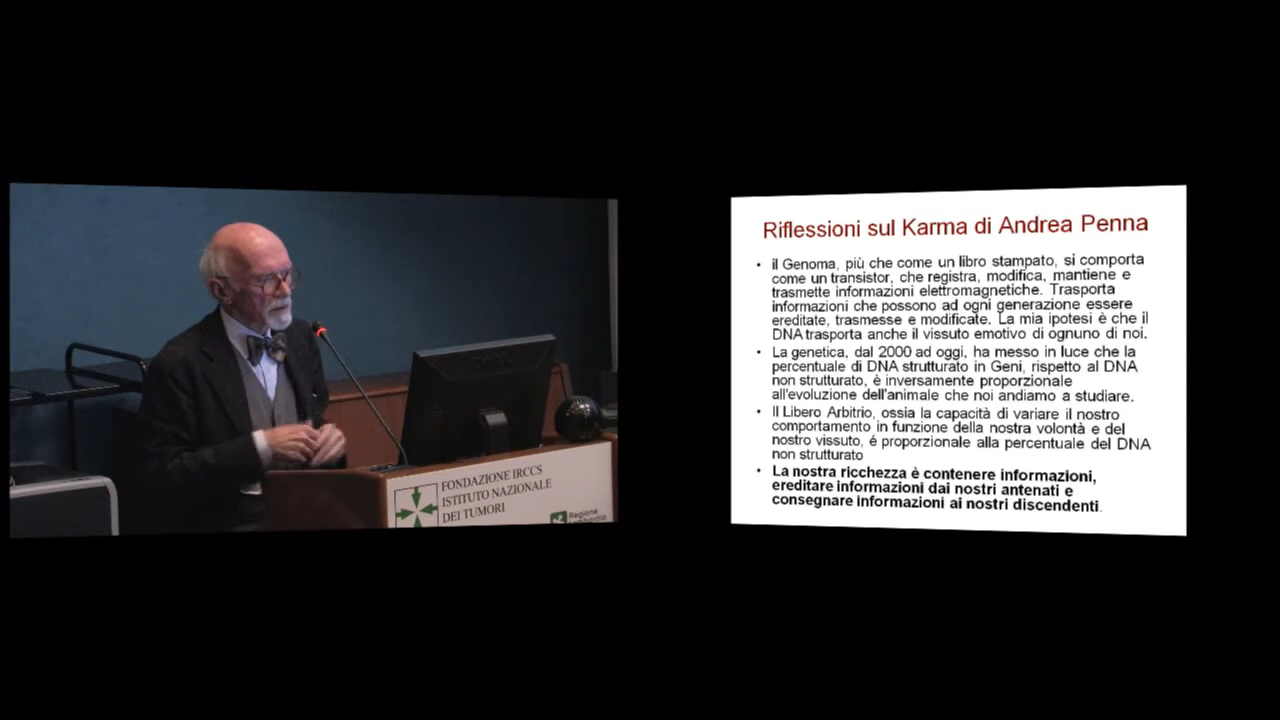 FONDAZIONE IRCCS
ISTITUTO NAZIONALE
DEI TUMORI
Regione
Lombardia
Riflessioni sul Karma di Andrea Penna
• il Genoma, più che come un libro stampato, si comporta
come un transistor, che registra, modifica, mantiene e
trasmette informazioni elettromagnetiche. Trasporta
informazioni che possono ad ogni generazione essere
ereditate, trasmesse e modificate. La mia ipotesi è che il
DNA trasporta anche il vissuto emotivo di ognuno di noi.
• La genetica, dal 2000 ad oggi, ha messo in luce che la
percentuale di DNA strutturato in Geni, rispetto al DNA
non strutturato, è inversamente proporzionale
all'evoluzione dell'animale che noi andiamo a studiare.
• Il Libero Arbitrio, ossia la capacità di variare il nostro
comportamento in funzione della nostra volontà e del
nostro vissuto, é proporzionale alla percentuale del DNA
non strutturato
• La nostra ricchezza è contenere informazioni,
ereditare informazioni dai nostri antenati e
consegnare informazioni ai nostri discendenti.